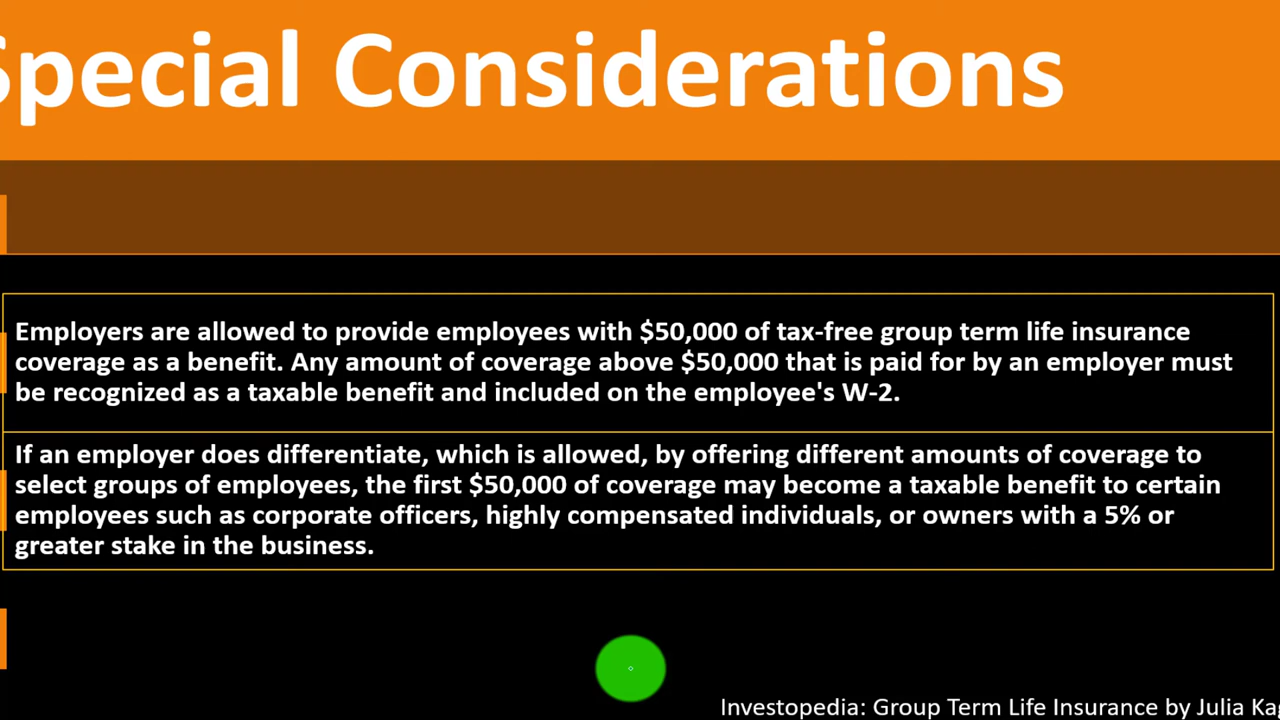 Special Considerations
Employers are allowed to provide employees with $50,000 of tax-free group term life insurance
coverage as a benefit. Any amount of coverage above $50,000 that is paid for by an employer must
be recognized as a taxable benefit and included on the employee's W-2.
If an employer does differentiate, which is allowed, by offering different amounts of coverage to
select groups of employees, the first $50,000 of coverage may become a taxable benefit to certain
employees such as corporate officers, highly compensated individuals, or owners with a 5% or
greater stake in the business.
Investopedia: Group Term Life Insurance by Julia